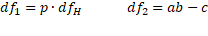 df₁ = p · df_H    df₂ = ab − c